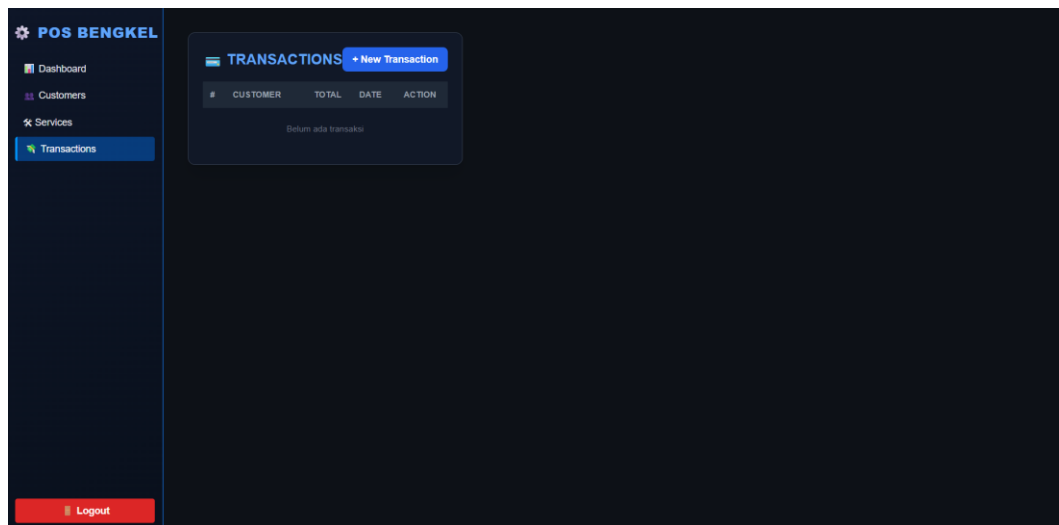 POS BENGKEL
Dashboard
Customers
Services
Transactions
Logout
TRANSACTIONS
+ New Transaction
# CUSTOMER TOTAL DATE ACTION
Belum ada transaksi